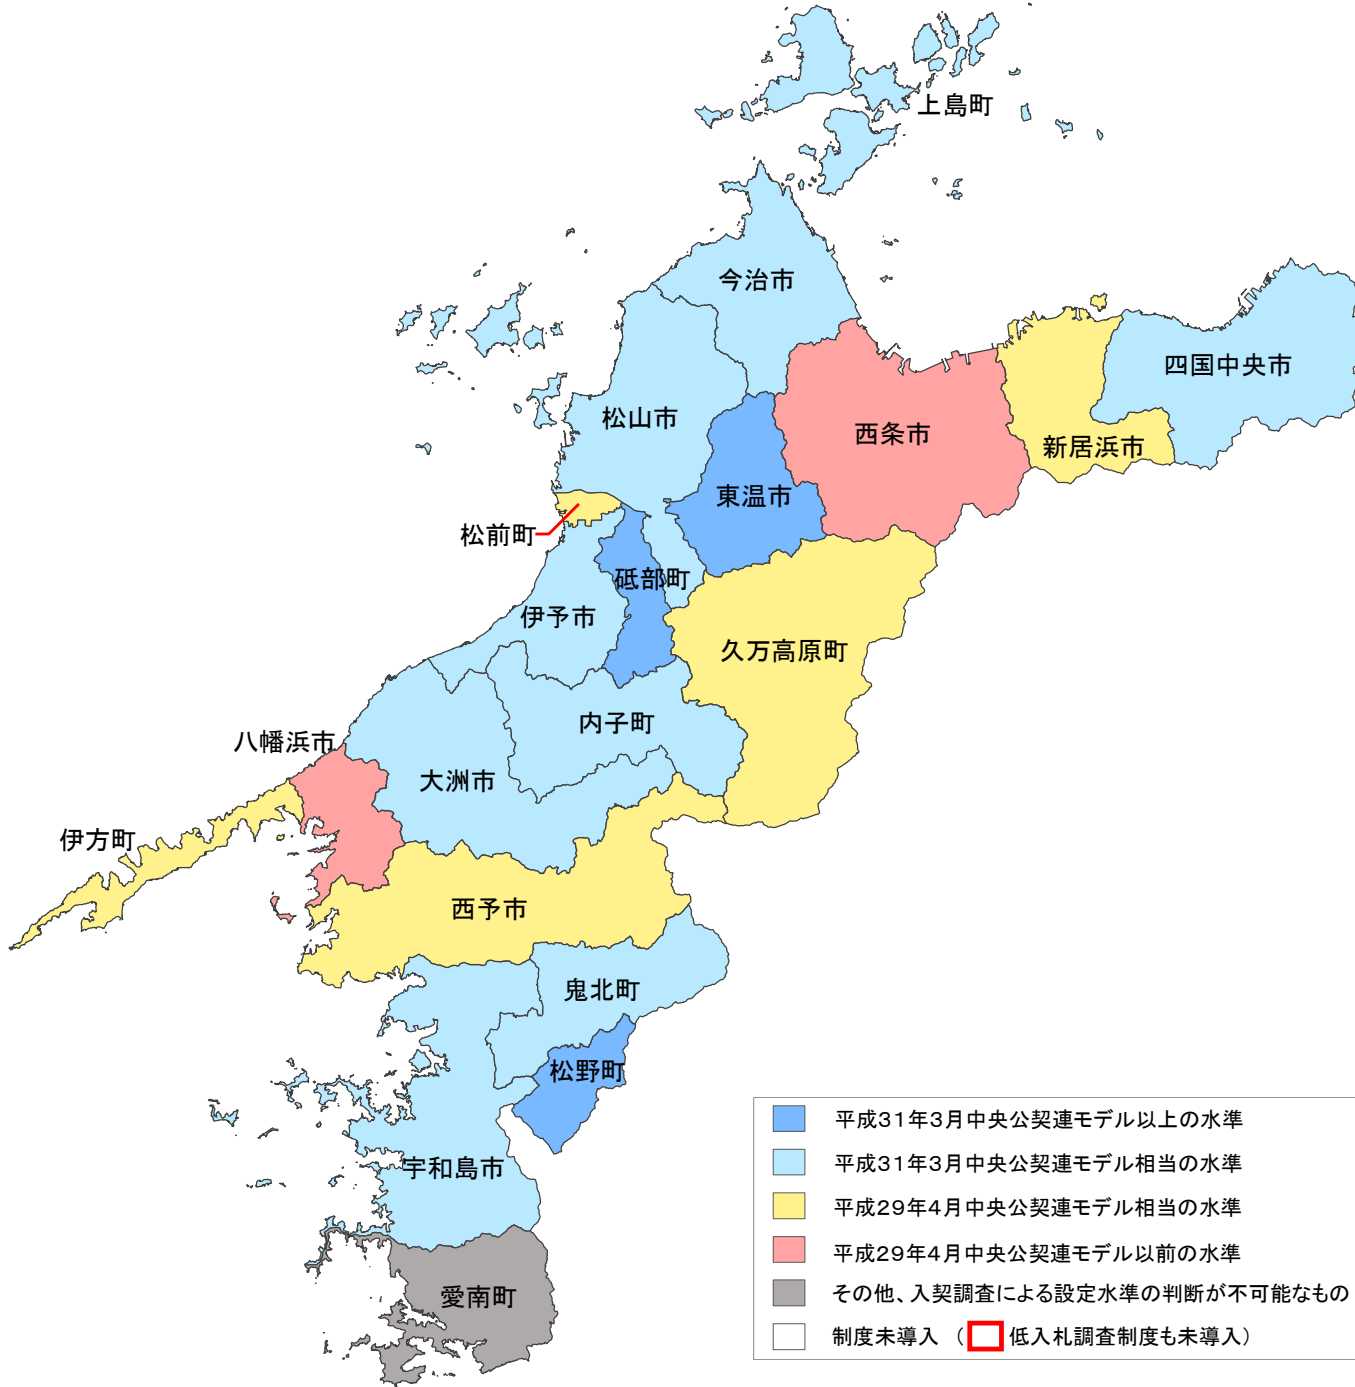 上島町
今治市
四国中央市
松山市
西条市
新居浜市
東温市
松前町
砥部町
伊予市
久万高原町
内子町
八幡浜市
大洲市
伊方町
西予市
鬼北町
松野町
宇和島市
愛南町
平成31年3月中央公契連モデル以上の水準
平成31年3月中央公契連モデル相当の水準
平成29年4月中央公契連モデル相当の水準
平成29年4月中央公契連モデル以前の水準
その他、入契調査による設定水準の判断が不可能なもの
制度未導入 ( 低入札調査制度も未導入)